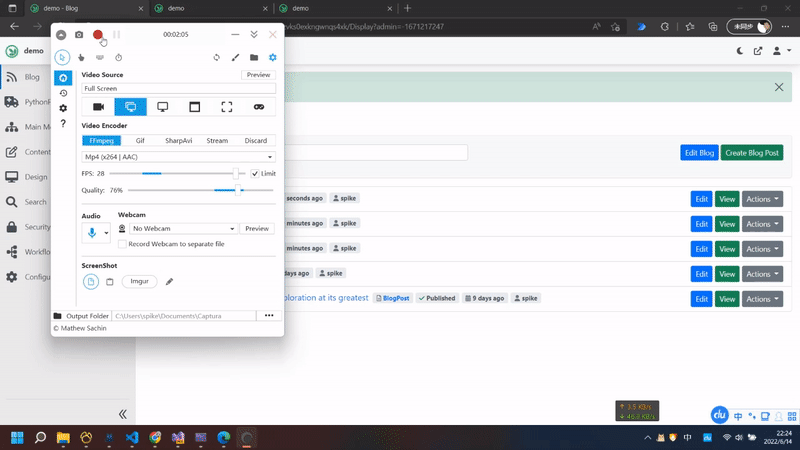 demo - Blog
demo
demo
vks0exkngwnqs4xk/Display?admin=-1671217247
未同步
00:02:05
demo
Blog
Video Source
Preview
Full Screen
Video Encoder
FFmpeg Gif SharpAvi Stream Discard
Mp4 (x264 | AAC)
FPS: 28 Limit
Quality: 76%
Audio
Webcam
No Webcam Preview
Record Webcam to separate file
ScreenShot
Imgur
Output Folder C:\Users\spike\Documents\Captura
© Mathew Sachin
Main M
Content
Design
Search
Security
Workflo
Configu
Edit Blog Create Blog Post
seconds ago spike Edit View Actions
minutes ago spike Edit View Actions
minutes ago spike Edit View Actions
days ago spike Edit View Actions
ploration at its greatest BlogPost Published 9 days ago spike Edit View Actions
3.5 KB/s
46.3 KB/s
du 中
中 du 22:24
2022/6/14